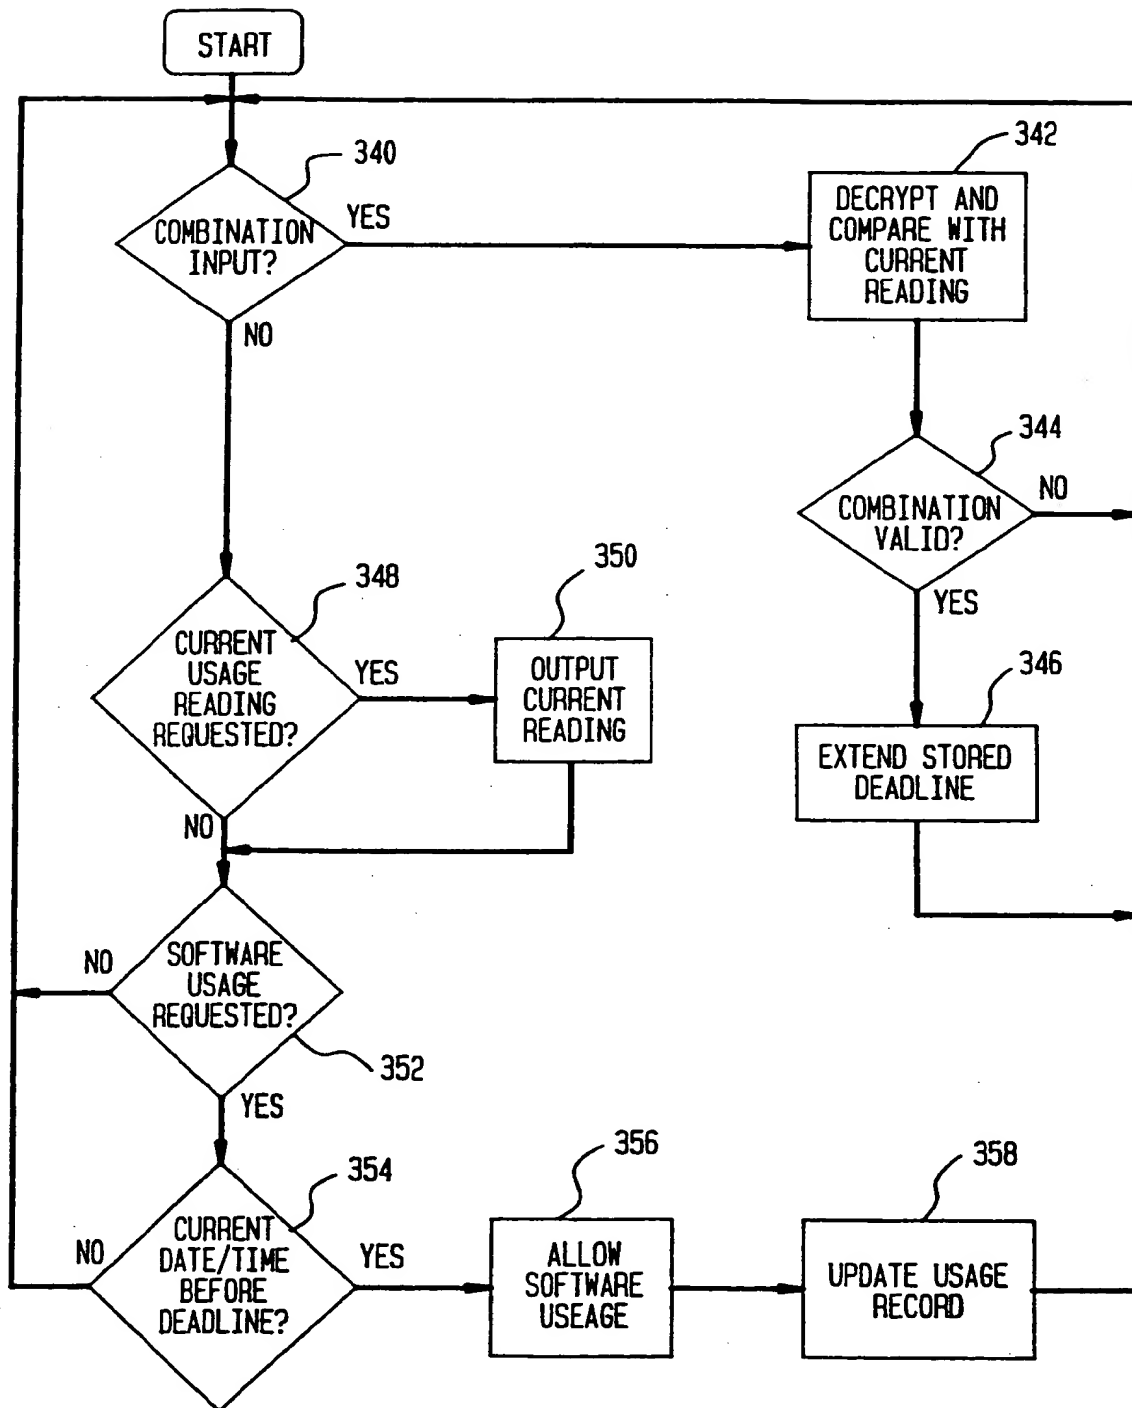 START
340
COMBINATION
INPUT?
YES
NO
342
DECRYPT AND
COMPARE WITH
CURRENT
READING
344
COMBINATION
VALID?
NO
YES
346
EXTEND STORED
DEADLINE
348
CURRENT
USAGE
READING
REQUESTED?
YES
NO
350
OUTPUT
CURRENT
READING
SOFTWARE
USAGE
REQUESTED?
NO
352
YES
354
CURRENT
DATE/TIME
BEFORE
DEADLINE?
NO
YES
356
ALLOW
SOFTWARE
USEAGE
358
UPDATE USAGE
RECORD